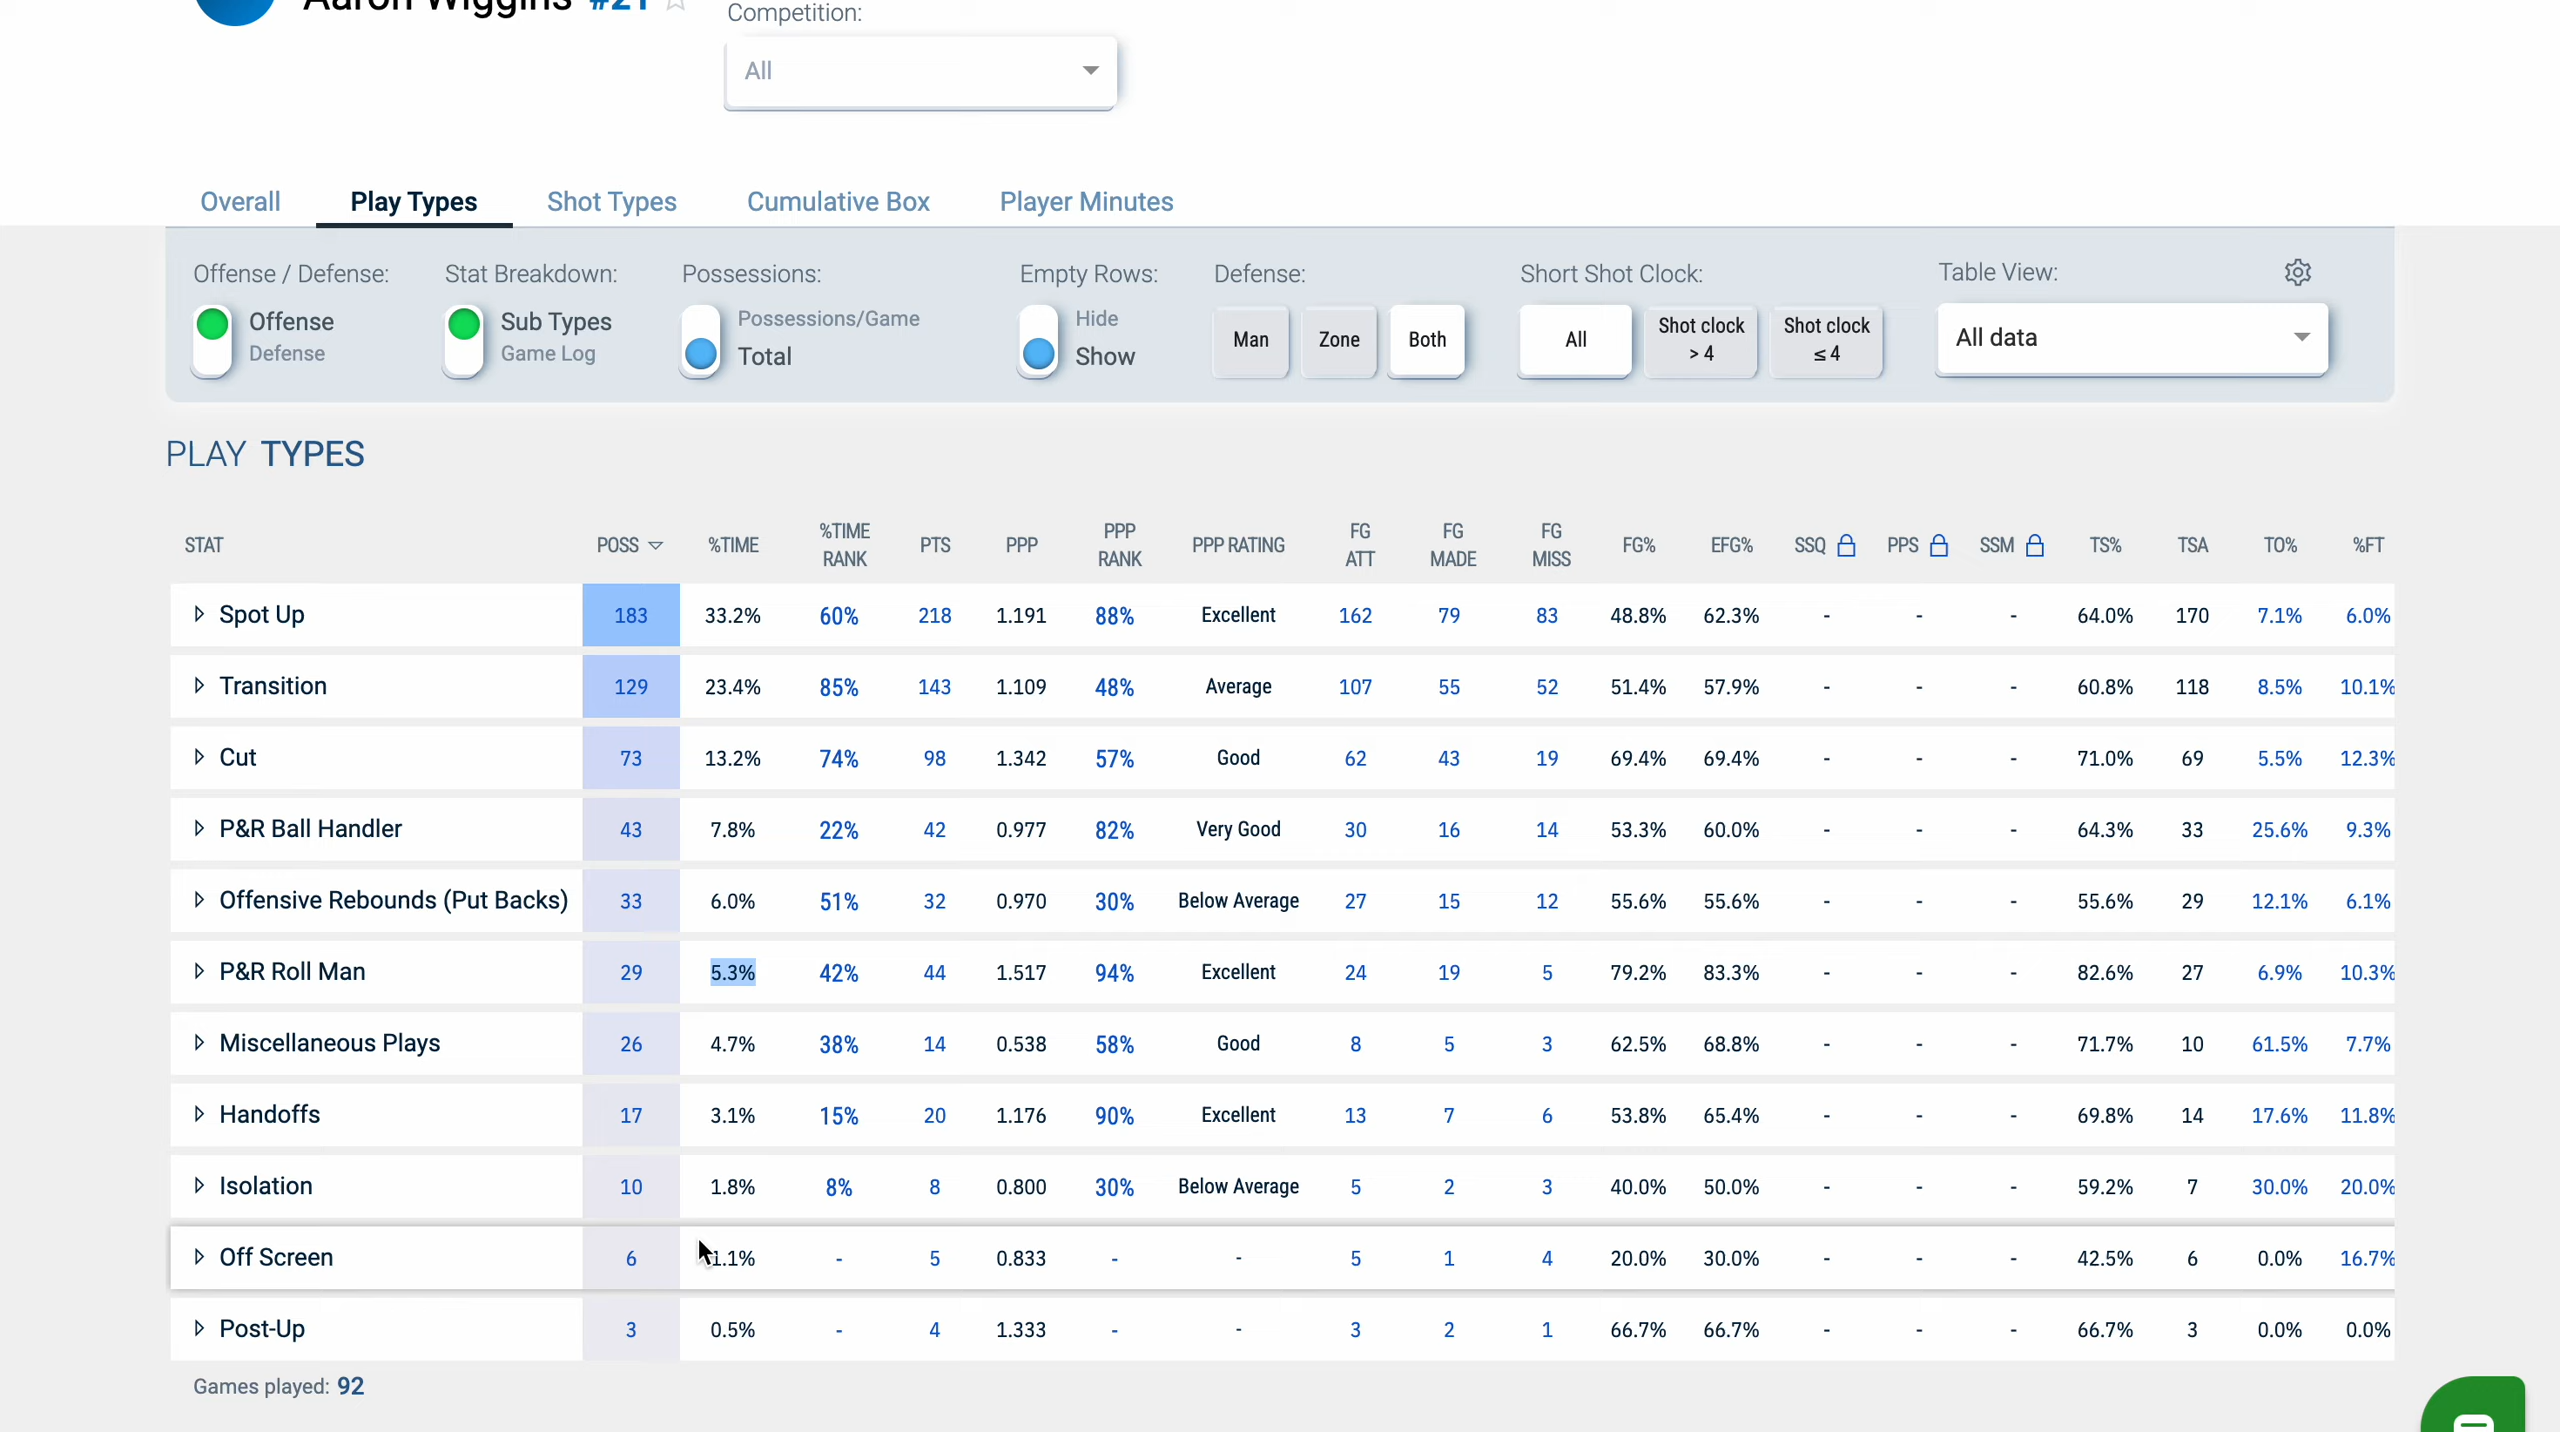 Aaron Wiggins #21
Competition:
All
Overall Play Types Shot Types Cumulative Box Player Minutes
Offense / Defense: Stat Breakdown: Possessions: Empty Rows: Defense: Short Shot Clock: Table View:
Offense Sub Types Possessions/Game Hide Man Zone Both All Shot clock > 4 Shot clock ≤ 4 All data
Defense Game Log Total Show
PLAY TYPES
STAT POSS %TIME %TIME RANK PTS PPP PPP RANK PPP RATING FG ATT FG MADE FG MISS FG% EFG% SSQ PPS SSM TS% TSA TO% %FT
Spot Up 183 33.2% 60% 218 1.191 88% Excellent 162 79 83 48.8% 62.3% - - - 64.0% 170 7.1% 6.0%
Transition 129 23.4% 85% 143 1.109 48% Average 107 55 52 51.4% 57.9% - - - 60.8% 118 8.5% 10.1%
Cut 73 13.2% 74% 98 1.342 57% Good 62 43 19 69.4% 69.4% - - - 71.0% 69 5.5% 12.3%
P&R Ball Handler 43 7.8% 22% 42 0.977 82% Very Good 30 16 14 53.3% 60.0% - - - 64.3% 33 25.6% 9.3%
Offensive Rebounds (Put Backs) 33 6.0% 51% 32 0.970 30% Below Average 27 15 12 55.6% 55.6% - - - 55.6% 29 12.1% 6.1%
P&R Roll Man 29 5.3% 42% 44 1.517 94% Excellent 24 19 5 79.2% 83.3% - - - 82.6% 27 6.9% 10.3%
Miscellaneous Plays 26 4.7% 38% 14 0.538 58% Good 8 5 3 62.5% 68.8% - - - 71.7% 10 61.5% 7.7%
Handoffs 17 3.1% 15% 20 1.176 90% Excellent 13 7 6 53.8% 65.4% - - - 69.8% 14 17.6% 11.8%
Isolation 10 1.8% 8% 8 0.800 30% Below Average 5 2 3 40.0% 50.0% - - - 59.2% 7 30.0% 20.0%
Off Screen 6 1.1% - 5 0.833 - - 5 1 4 20.0% 30.0% - - - 42.5% 6 0.0% 16.7%
Post-Up 3 0.5% - 4 1.333 - - 3 2 1 66.7% 66.7% - - - 66.7% 3 0.0% 0.0%
Games played: 92